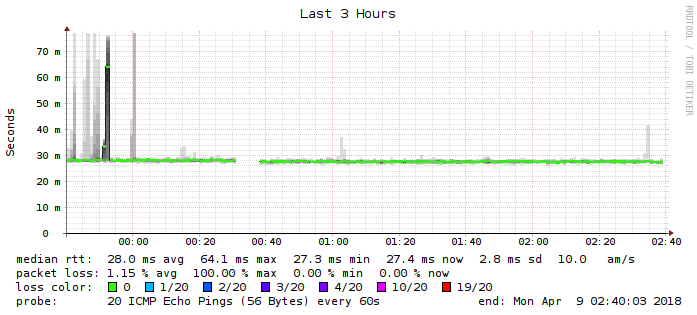 Last 3 Hours
RRDTOOL / TOBI OETIKER
Seconds
70 m
60 m
50 m
40 m
30 m
20 m
10 m
0
00:00 00:20 00:40 01:00 01:20 01:40 02:00 02:20 02:40
median rtt: 28.0 ms avg 64.1 ms max 27.3 ms min 27.4 ms now 2.8 ms sd 10.0 am/s
packet loss: 1.15 % avg 100.00 % max 0.00 % min 0.00 % now
loss color: 0 1/20 2/20 3/20 4/20 10/20 19/20
probe: 20 ICMP Echo Pings (56 Bytes) every 60s end: Mon Apr 9 02:40:03 2018